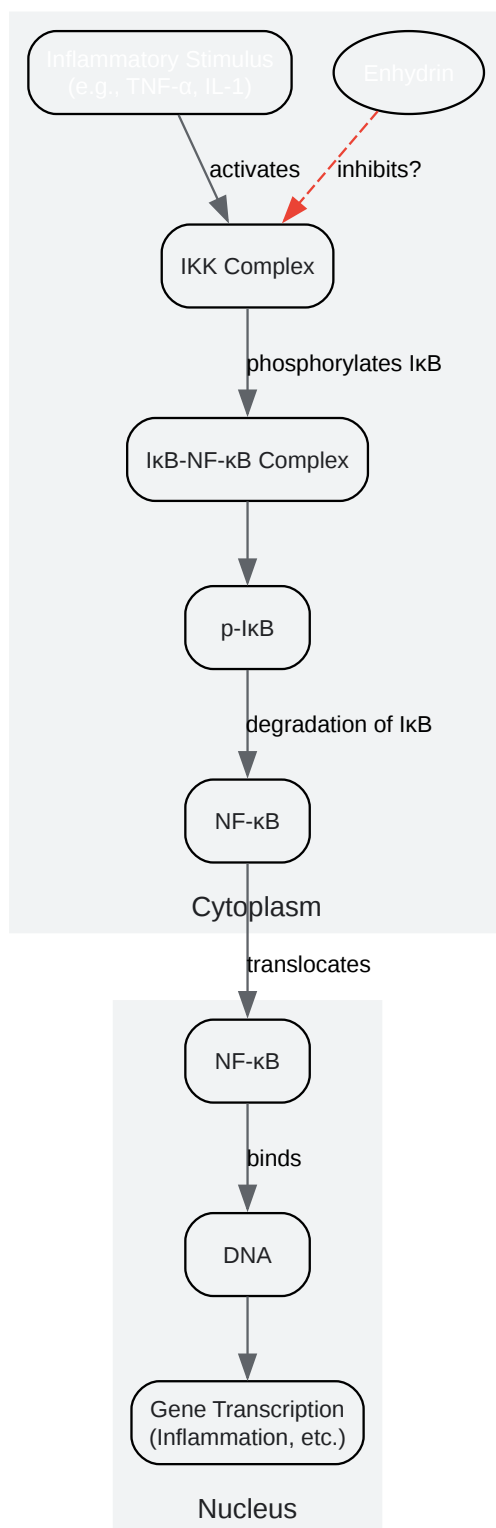 Inflammatory Stimulus
(e.g., TNF-α, IL-1)
Enhydrin
activates
inhibits?
IKK Complex
phosphorylates IκB
IκB-NF-κB Complex
p-IκB
degradation of IκB
NF-κB
Cytoplasm
translocates
NF-κB
binds
DNA
Gene Transcription
(Inflammation, etc.)
Nucleus